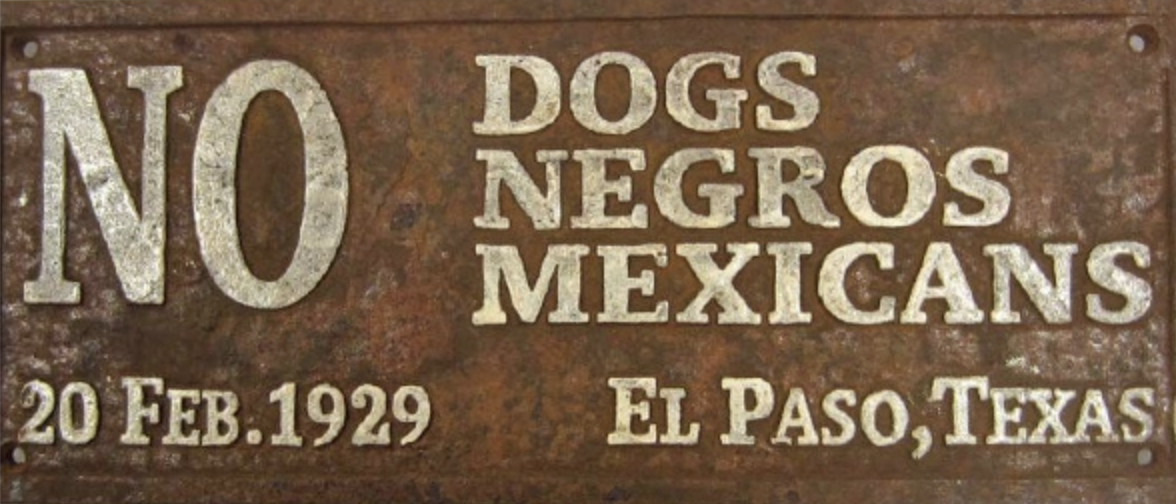 NO
DOGS
NEGROS
MEXICANS
20 FEB.1929
EL PASO, TEXAS